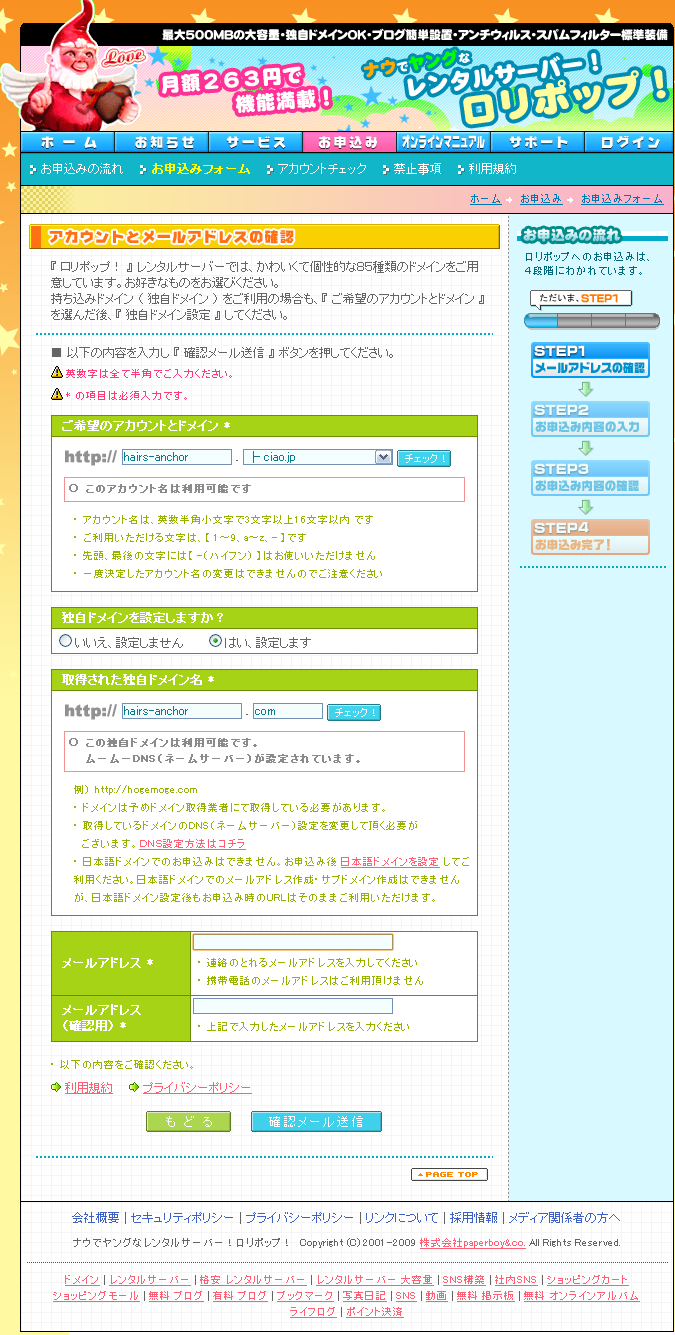 最大500MBの大容量・独自ドメインOK・ブログ簡単設置・アンチウィルス・スパムフィルター標準装備
Love
月額263円で
機能満載！
ナウでヤングな
レンタルサーバー！
ロリポップ！
ホーム お知らせ サービス お申込み オンラインマニュアル サポート ログイン
お申込みの流れ お申込みフォーム アカウントチェック 禁止事項 利用規約
ホーム お申込み お申込みフォーム
アカウントとメールアドレスの確認
『 ロリポップ！ 』レンタルサーバーでは、かわいくて個性的な85種類のドメインをご用
意しています。お好きなものをお選びください。
持ち込みドメイン（ 独自ドメイン ）をご利用の場合も、『 ご希望のアカウントとドメイン 』
を選んだ後、『 独自ドメイン設定 』してください。
■ 以下の内容を入力し『 確認メール送信 』ボタンを押してください。
英数字は全て半角でご入力ください。
* の項目は必須入力です。
ご希望のアカウントとドメイン *
http:// hairs-anchor . ├ ciao.jp チェック！
○ このアカウント名は利用可能です
・ アカウント名は、英数半角小文字で3文字以上16文字以内 です
・ ご利用いただける文字は、【 1～9、a～z、- 】です
・ 先頭、最後の文字には【 -(ハイフン) 】はお使いいただけません
・ 一度決定したアカウント名の変更はできませんのでご注意ください
独自ドメインを設定しますか？
いいえ、設定しません はい、設定します
取得された独自ドメイン名 *
http:// hairs-anchor . com チェック！
○ この独自ドメインは利用可能です。
ムームーDNS（ネームサーバー）が設定されています。
例） http://hogemoge.com
・ドメインは予めドメイン取得業者にて取得している必要があります。
・ 取得しているドメインのDNS（ネームサーバー）設定を変更して頂く必要が
ございます。DNS設定方法はコチラ
・日本語ドメインでのお申込みはできません。お申込み後 日本語ドメインを設定 してご
利用ください。日本語ドメインでのメールアドレス作成・サブドメイン作成はできません
が、日本語ドメイン設定後もお申込み時のURLはそのままご利用いただけます。
メールアドレス *
・ 連絡のとれるメールアドレスを入力してください
・ 携帯電話のメールアドレスはご利用頂けません
メールアドレス
（確認用）*
・ 上記で入力したメールアドレスを入力ください
・ 以下の内容をご確認ください。
利用規約 プライバシーポリシー
もどる 確認メール送信
PAGE TOP
お申込みの流れ
ロリポップへのお申込みは、
4段階にわかれています。
ただいま、STEP1
STEP1
メールアドレスの確認
STEP2
お申込み内容の入力
STEP3
お申込み内容の確認
STEP4
お申込み完了！
会社概要 | セキュリティポリシー | プライバシーポリシー | リンクについて | 採用情報 | メディア関係者の方へ
ナウでヤングなレンタルサーバー！ロリポップ！ Copyright (C) 2001-2009 株式会社paperboy&co. All Rights Reserved.
ドメイン | レンタルサーバー | 格安 レンタルサーバー | レンタルサーバー 大容量 | SNS構築 | 社内SNS | ショッピングカート
ショッピングモール | 無料 ブログ | 有料 ブログ | ブックマーク | 写真日記 | SNS | 動画 | 無料 掲示板 | 無料 オンラインアルバム
ライフログ | ポイント決済